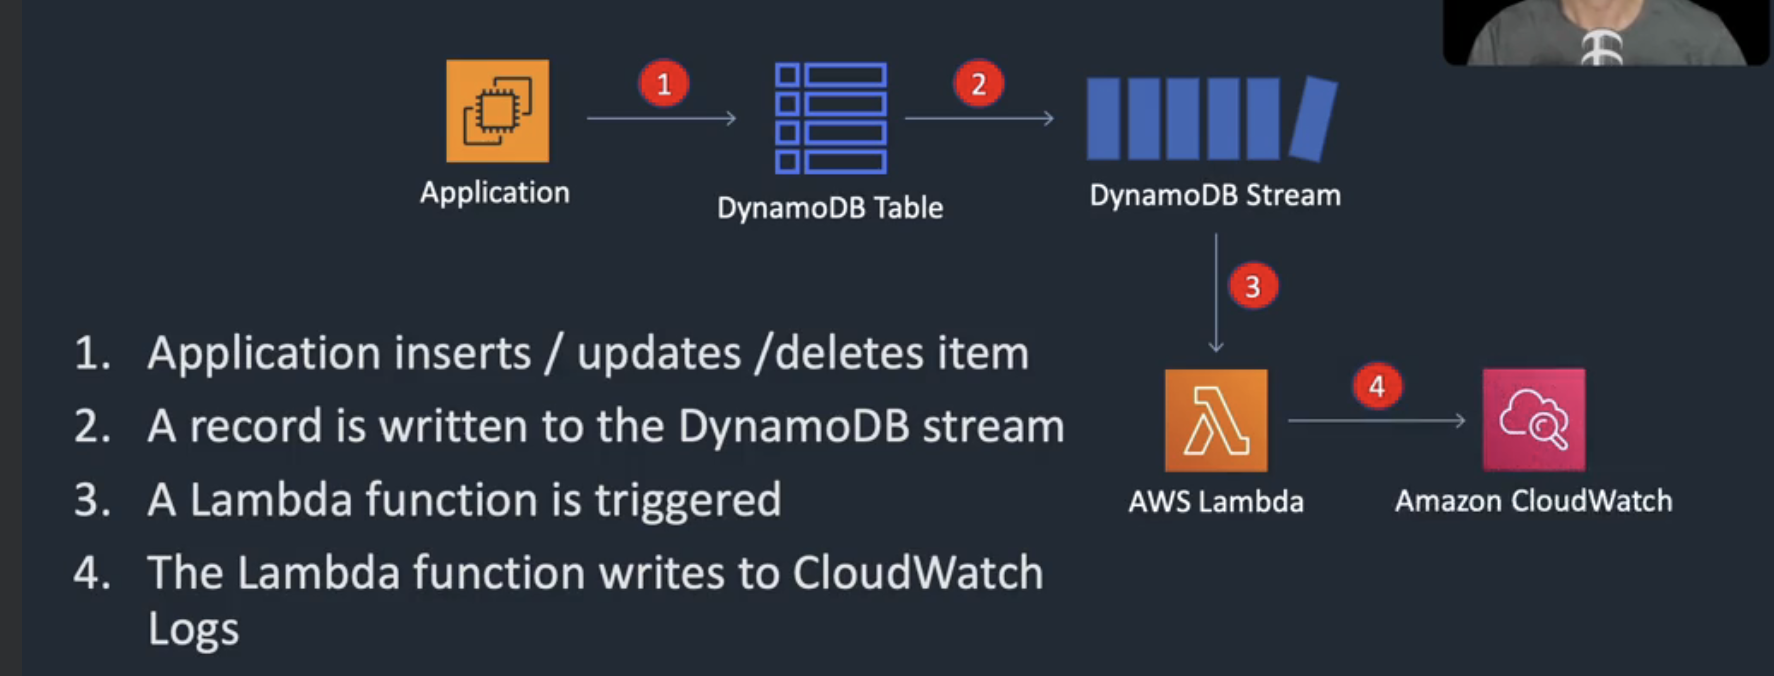 1
2
Application
DynamoDB Table
DynamoDB Stream
3
1. Application inserts / updates /deletes item
2. A record is written to the DynamoDB stream
3. A Lambda function is triggered
4. The Lambda function writes to CloudWatch
Logs
4
AWS Lambda
Amazon CloudWatch